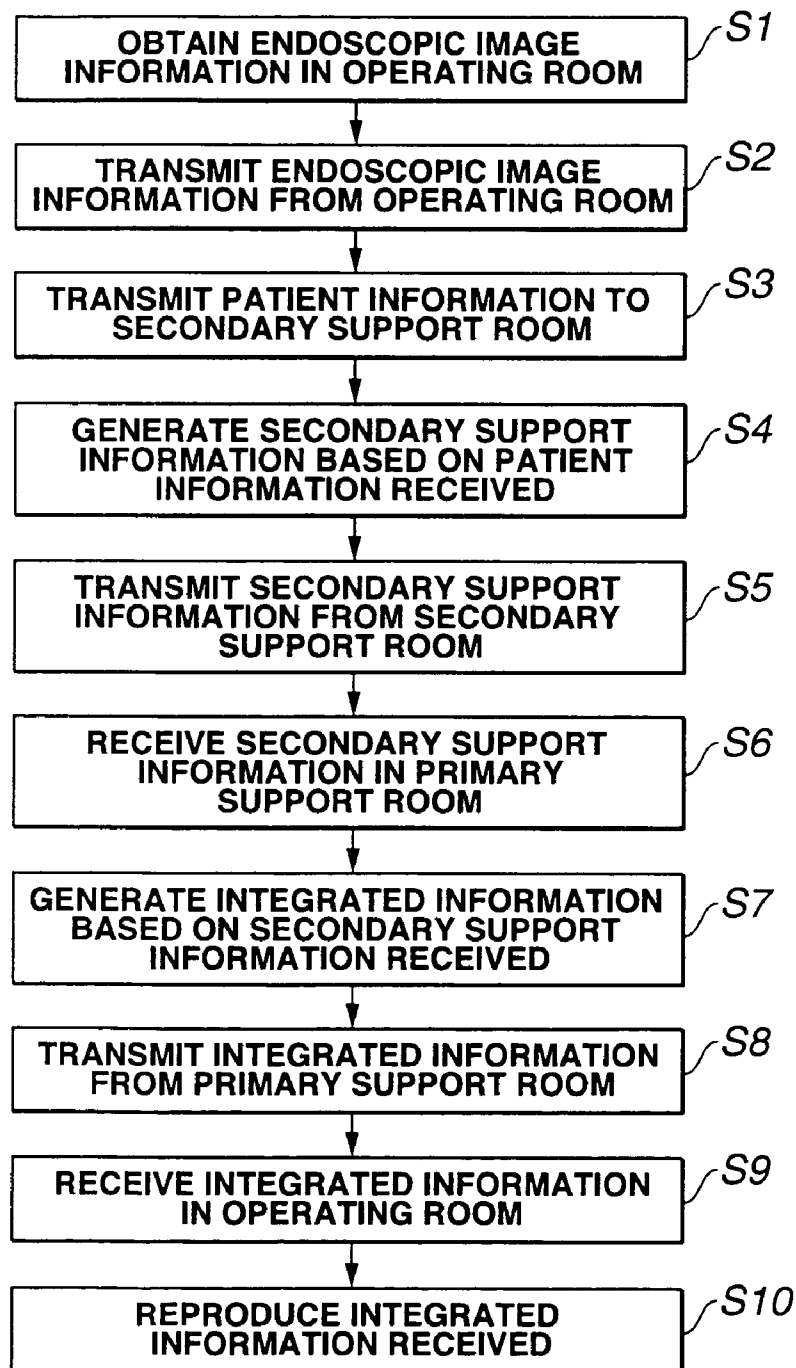 OBTAIN ENDOSCOPIC IMAGE
INFORMATION IN OPERATING ROOM
S1
TRANSMIT ENDOSCOPIC IMAGE
INFORMATION FROM OPERATING ROOM
S2
TRANSMIT PATIENT INFORMATION TO
SECONDARY SUPPORT ROOM
S3
GENERATE SECONDARY SUPPORT
INFORMATION BASED ON PATIENT
INFORMATION RECEIVED
S4
TRANSMIT SECONDARY SUPPORT
INFORMATION FROM SECONDARY
SUPPORT ROOM
S5
RECEIVE SECONDARY SUPPORT
INFORMATION IN PRIMARY
SUPPORT ROOM
S6
GENERATE INTEGRATED INFORMATION
BASED ON SECONDARY SUPPORT
INFORMATION RECEIVED
S7
TRANSMIT INTEGRATED INFORMATION
FROM PRIMARY SUPPORT ROOM
S8
RECEIVE INTEGRATED INFORMATION
IN OPERATING ROOM
S9
REPRODUCE INTEGRATED
INFORMATION RECEIVED
S10